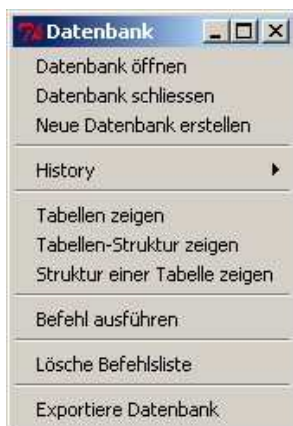 Datenbank
Datenbank öffnen
Datenbank schliessen
Neue Datenbank erstellen
History
Tabellen zeigen
Tabellen-Struktur zeigen
Struktur einer Tabelle zeigen
Befehl ausführen
Lösche Befehlsliste
Exportiere Datenbank